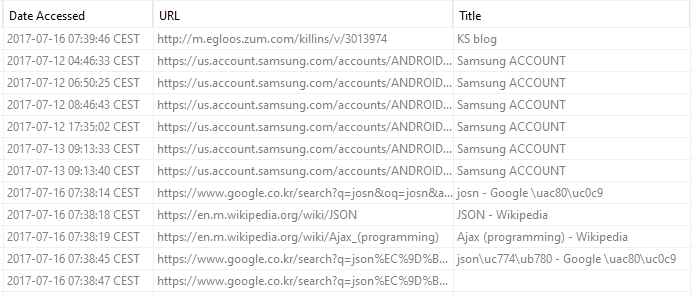 Date Accessed URL Title
2017-07-16 07:39:46 CEST http://m.egloos.zum.com/killins/v/3013974 KS blog
2017-07-12 04:46:33 CEST https://us.account.samsung.com/accounts/ANDROID... Samsung ACCOUNT
2017-07-12 06:50:25 CEST https://us.account.samsung.com/accounts/ANDROID... Samsung ACCOUNT
2017-07-12 08:46:43 CEST https://us.account.samsung.com/accounts/ANDROID... Samsung ACCOUNT
2017-07-12 17:35:02 CEST https://us.account.samsung.com/accounts/ANDROID... Samsung ACCOUNT
2017-07-13 09:13:33 CEST https://us.account.samsung.com/accounts/ANDROID... Samsung ACCOUNT
2017-07-13 09:13:40 CEST https://us.account.samsung.com/accounts/ANDROID... Samsung ACCOUNT
2017-07-16 07:38:14 CEST https://www.google.co.kr/search?q=josn&oq=josn&a... josn - Google \uac80\uc0c9
2017-07-16 07:38:18 CEST https://en.m.wikipedia.org/wiki/JSON JSON - Wikipedia
2017-07-16 07:38:19 CEST https://en.m.wikipedia.org/wiki/Ajax_(programming) Ajax (programming) - Wikipedia
2017-07-16 07:38:45 CEST https://www.google.co.kr/search?q=json%EC%9D%B... json\uc774\ub780 - Google \uac80\uc0c9
2017-07-16 07:38:47 CEST https://www.google.co.kr/search?q=json%EC%9D%B...